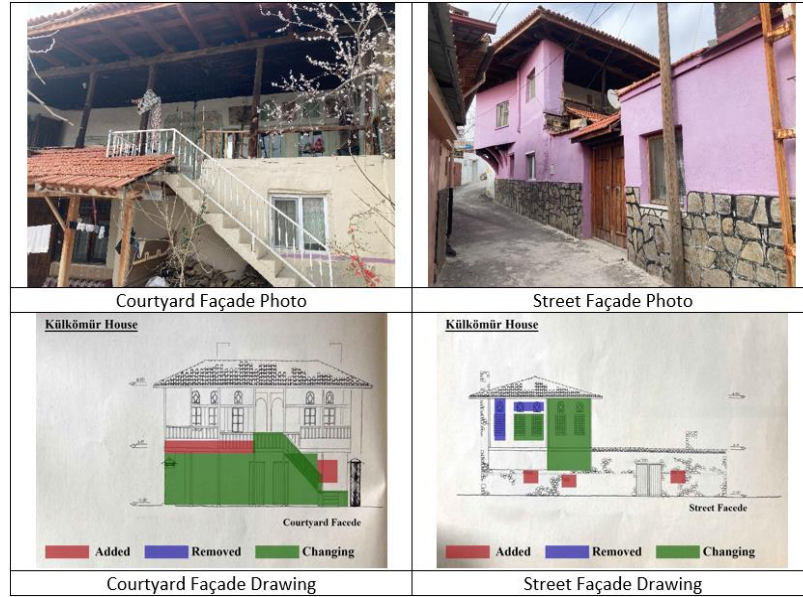 Courtyard Façade Photo
Street Façade Photo
Külkömür House
Courtyard Facede
Added Removed Changing
Külkömür House
Street Facede
Added Removed Changing
Courtyard Façade Drawing
Street Façade Drawing